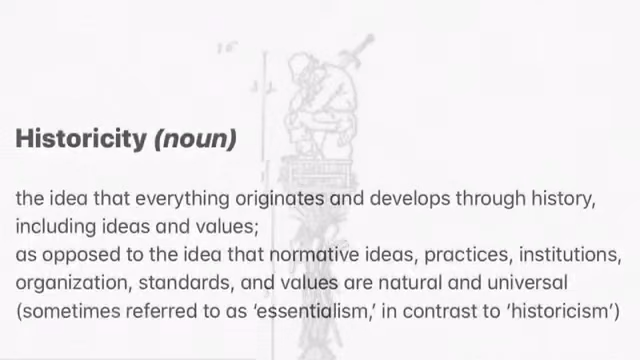 Historicity (noun)
the idea that everything originates and develops through history,
including ideas and values;
as opposed to the idea that normative ideas, practices, institutions,
organization, standards, and values are natural and universal
(sometimes referred to as ‘essentialism,’ in contrast to ‘historicism’)